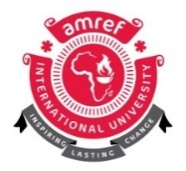 amref
INTERNATIONAL UNIVERSITY
INSPIRING
LASTING
CHANGE